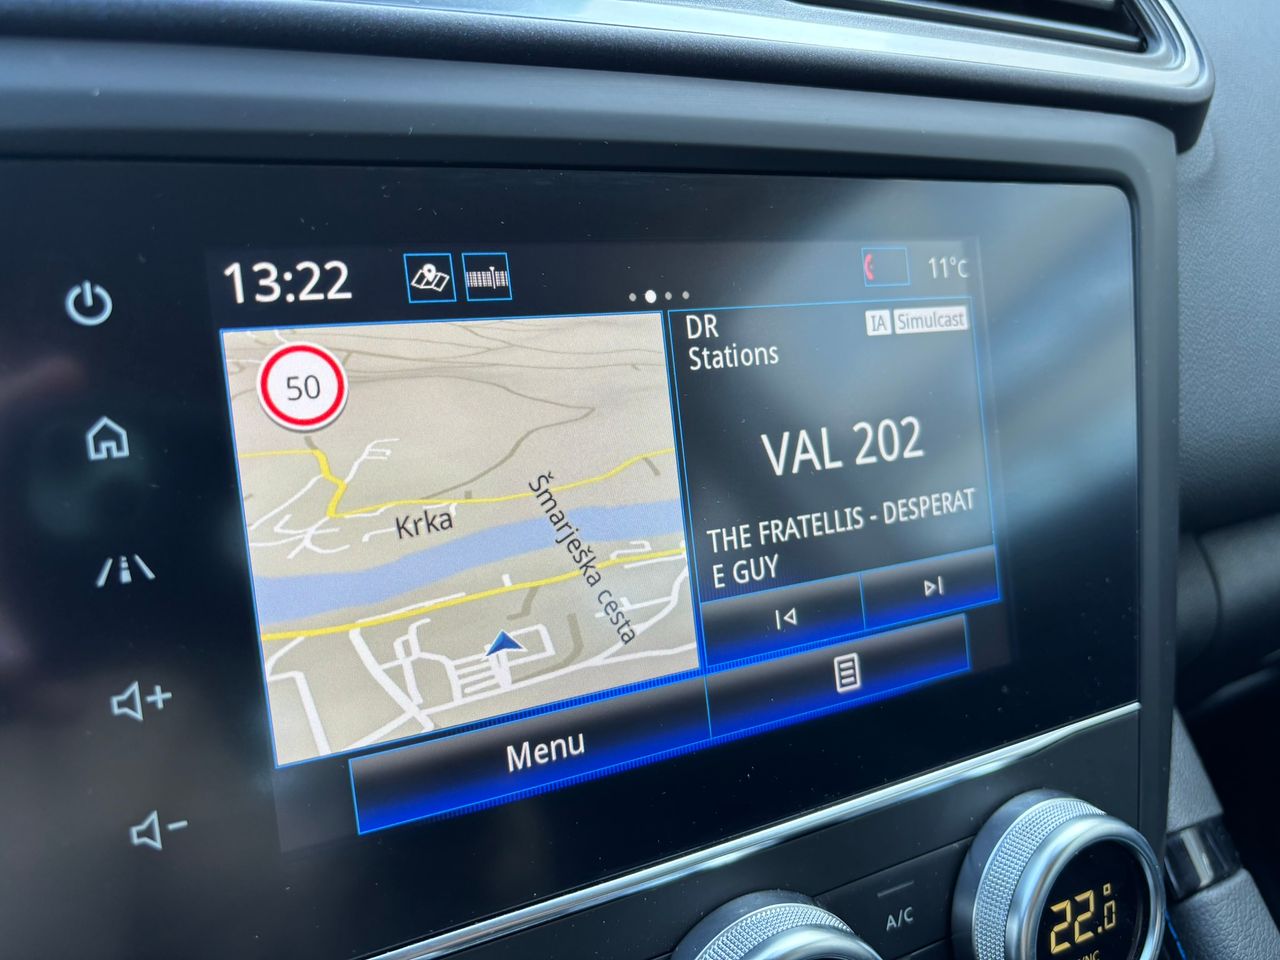 13:22
11°C
50
Krka
Šmarješka cesta
DR
Stations
IA
Simulcast
VAL 202
THE FRATELLIS - DESPERAT
E GUY
Menu
A/C
22.0°